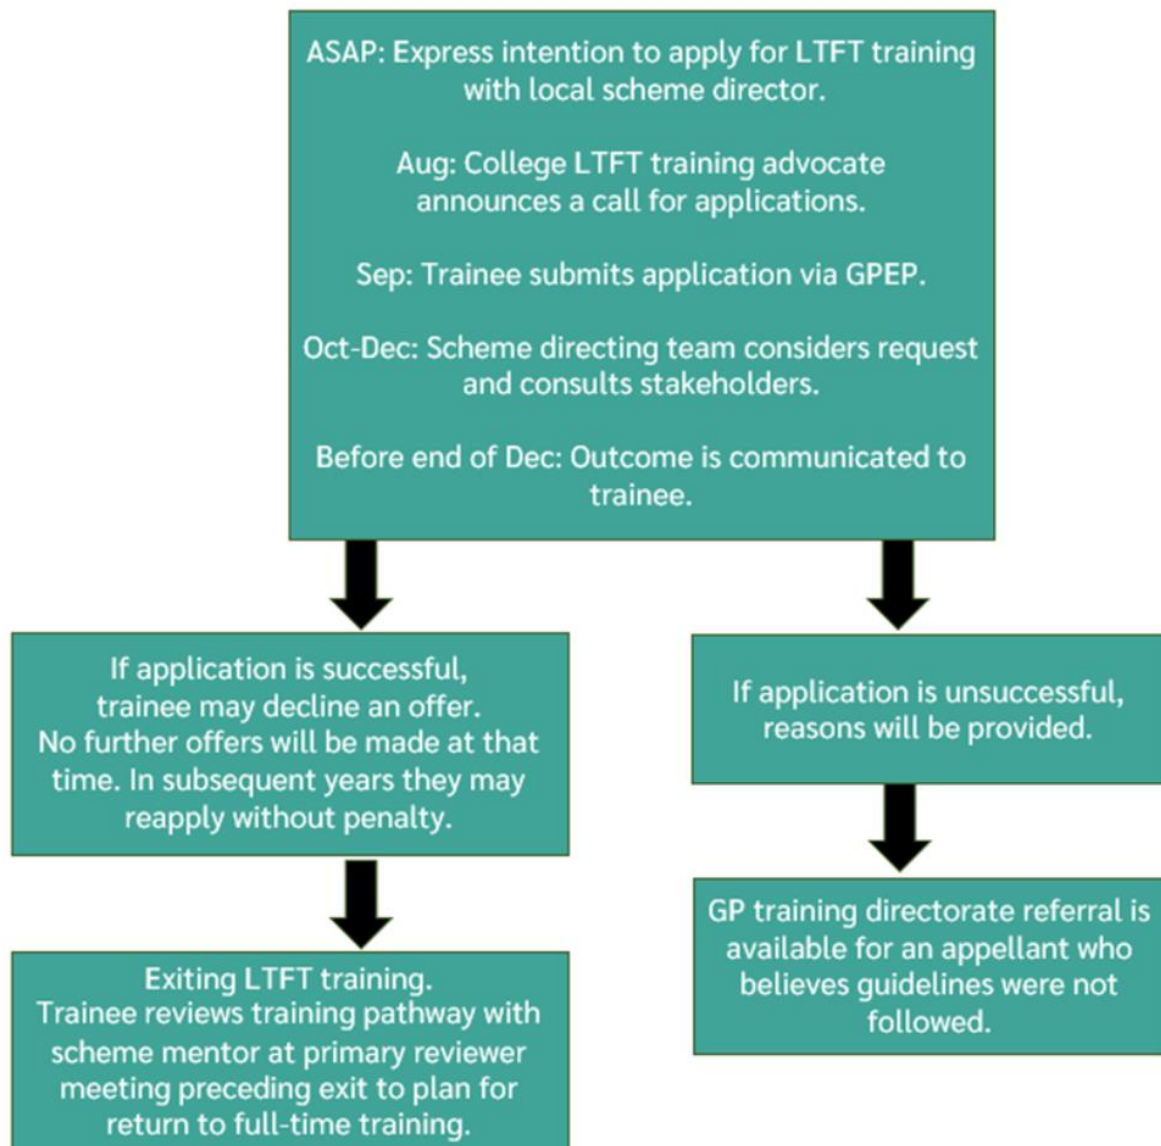 ASAP: Express intention to apply for LTFT training
with local scheme director.
Aug: College LTFT training advocate
announces a call for applications.
Sep: Trainee submits application via GPEP.
Oct-Dec: Scheme directing team considers request
and consults stakeholders.
Before end of Dec: Outcome is communicated to
trainee.
If application is successful,
trainee may decline an offer.
No further offers will be made at that
time. In subsequent years they may
reapply without penalty.
Exiting LTFT training.
Trainee reviews training pathway with
scheme mentor at primary reviewer
meeting preceding exit to plan for
return to full-time training.
If application is unsuccessful,
reasons will be provided.
GP training directorate referral is
available for an appellant who
believes guidelines were not
followed.